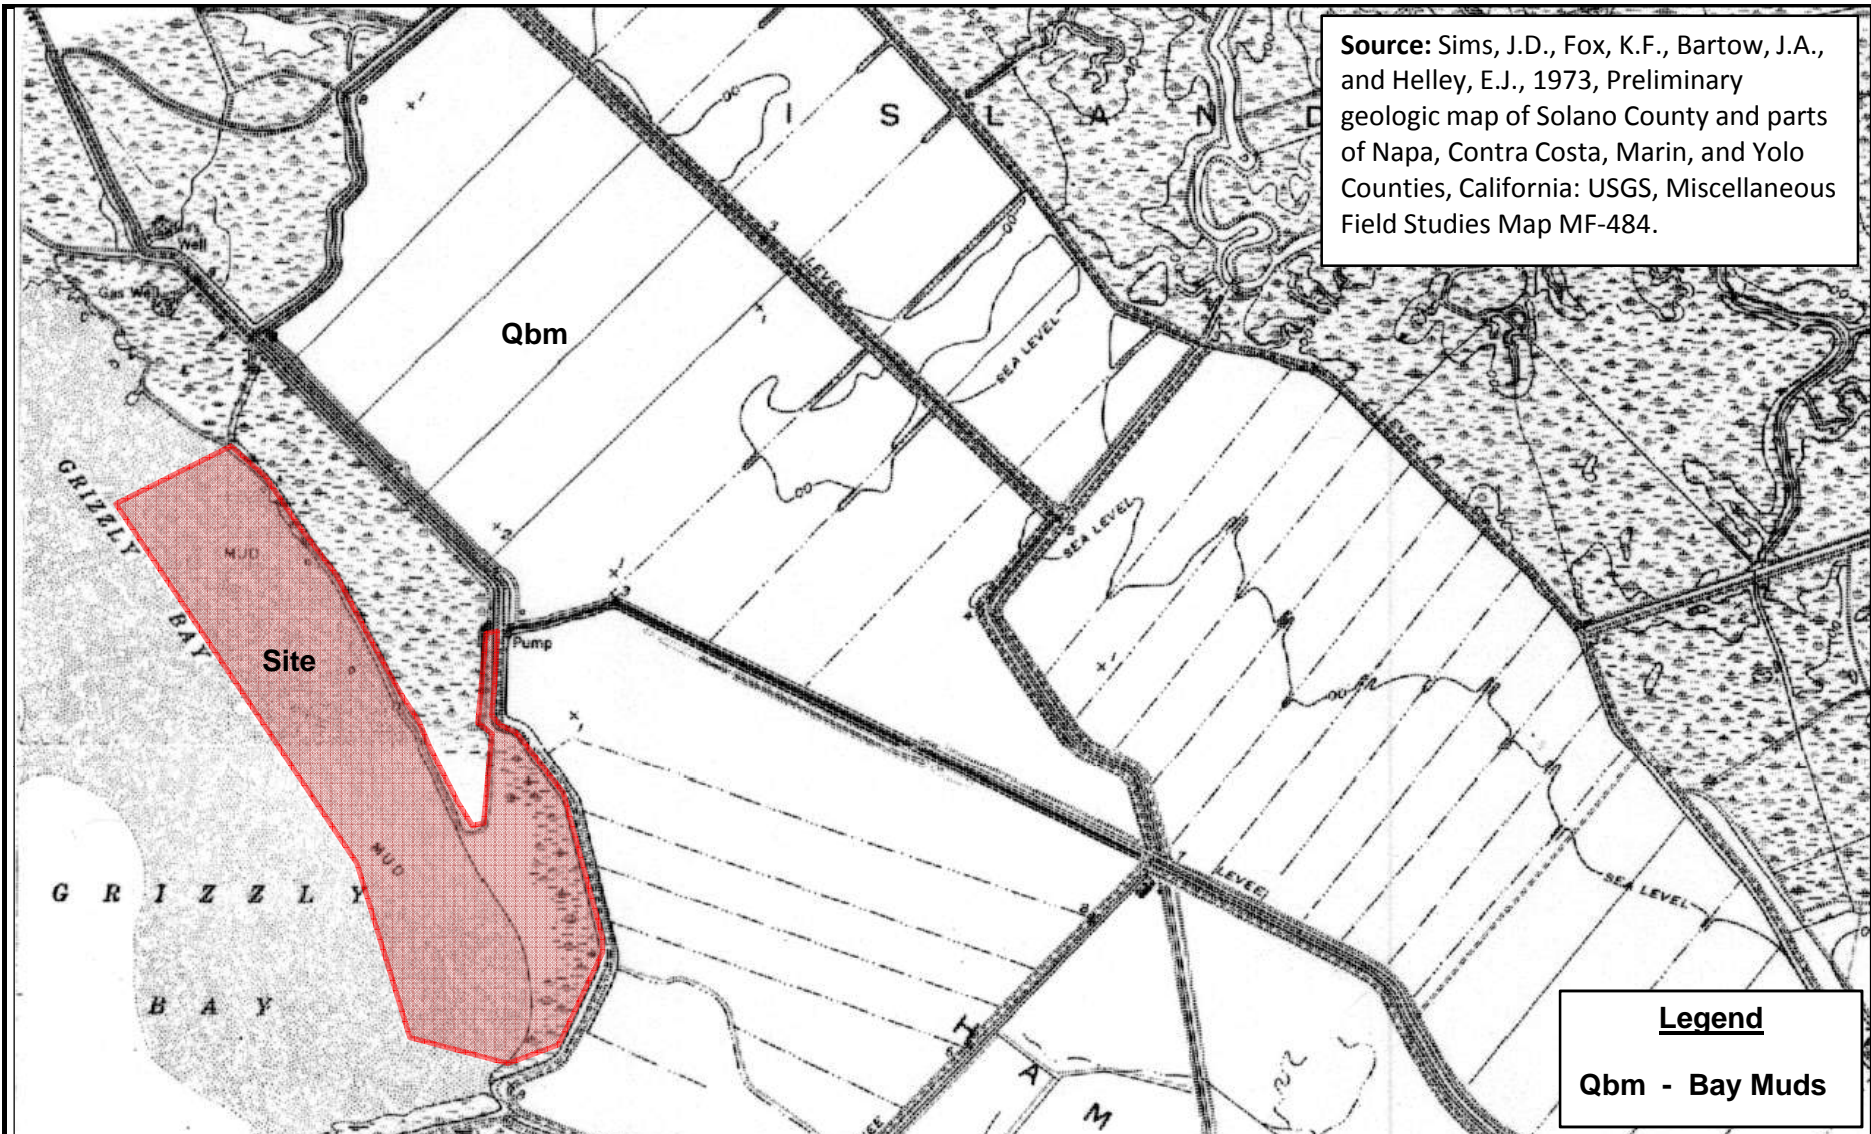 Source: Sims, J.D., Fox, K.F., Bartow, J.A.,
and Helley, E.J., 1973, Preliminary
geologic map of Solano County and parts
of Napa, Contra Costa, Marin, and Yolo
Counties, California: USGS, Miscellaneous
Field Studies Map MF-484.
I S L A N D
Well
Gas Well
LEVEE
Qbm
SEA LEVEL
LEVEE
GRIZZLY
BAY
MUD
SEA LEVEL
Site
Pump
MUD
GRIZZLY
BAY
LEVEE
SEA LEVEL
H
A
M
Legend
Qbm - Bay Muds